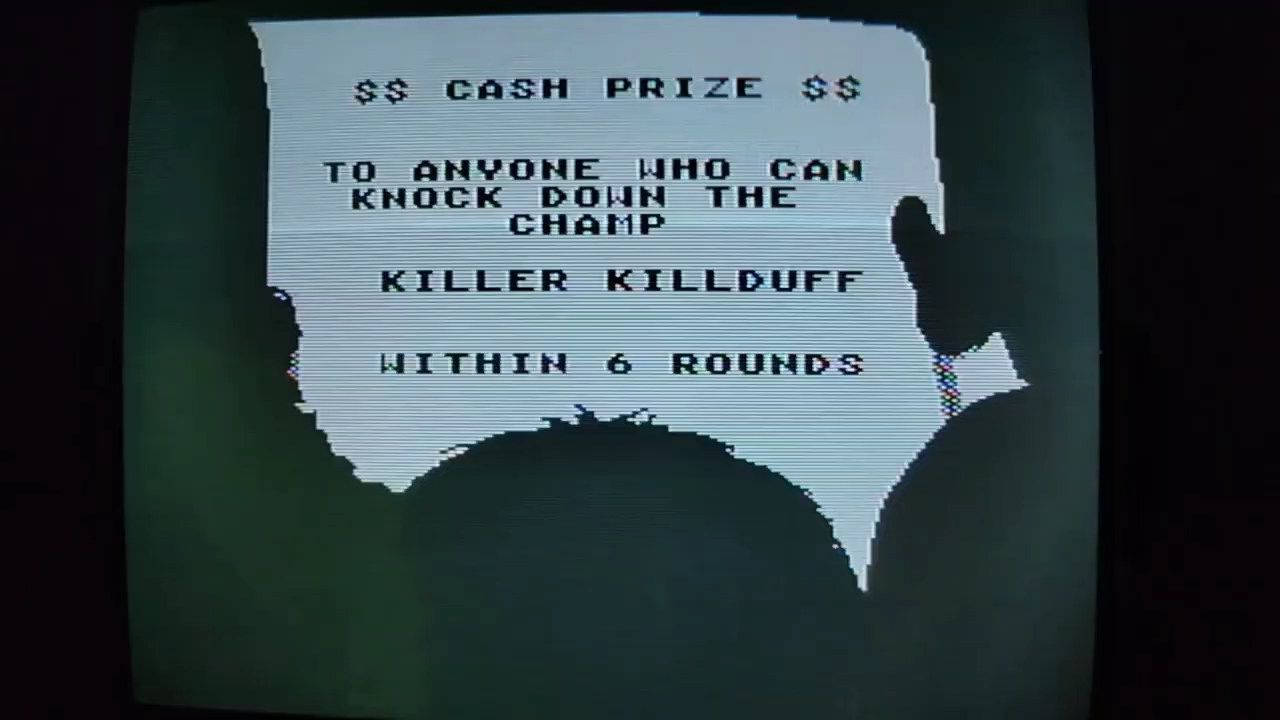 $$ CASH PRIZE $$
TO ANYONE WHO CAN
KNOCK DOWN THE
CHAMP
KILLER KILLDUFF
WITHIN 6 ROUNDS